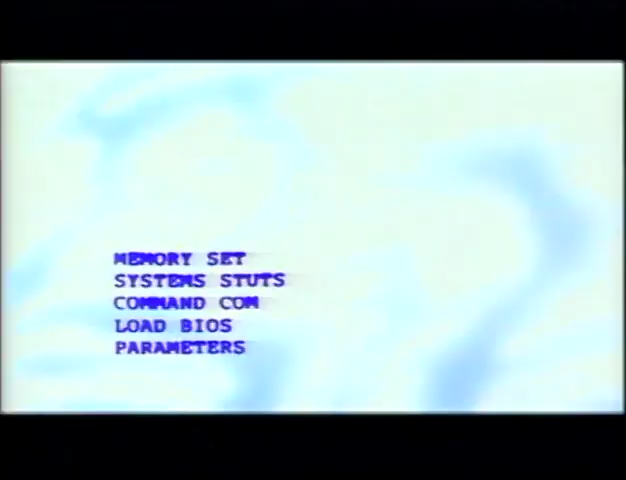 MEMORY SET
SYSTEMS STUTS
COMMAND COM
LOAD BIOS
PARAMETERS